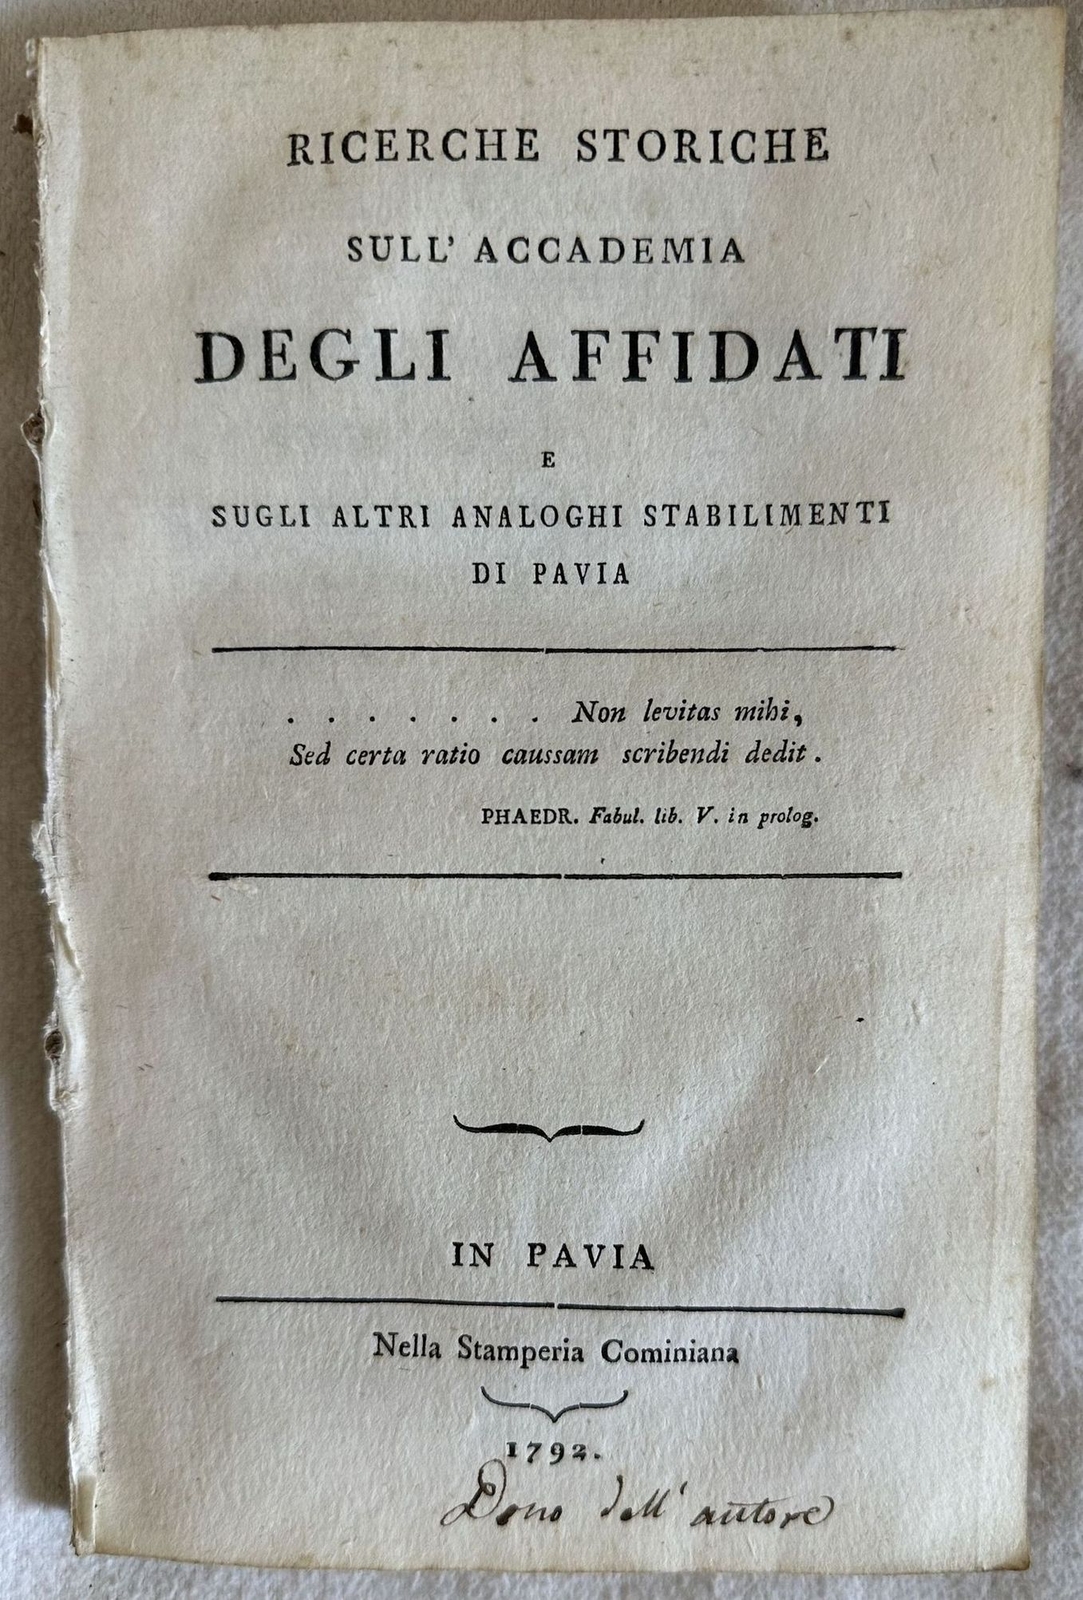 RICERCHE STORICHE
SULL' ACCADEMIA
DEGLI AFFIDATI
E
SUGLI ALTRI ANALOGHI STABILIMENTI
DI PAVIA
. . . . . . . Non levitas mihi,
Sed certa ratio caussam scribendi dedit.
PHAEDR. Fabul. lib. V. in prolog.
IN PAVIA
Nella Stamperia Cominiana
1792.
Dono dell' autore